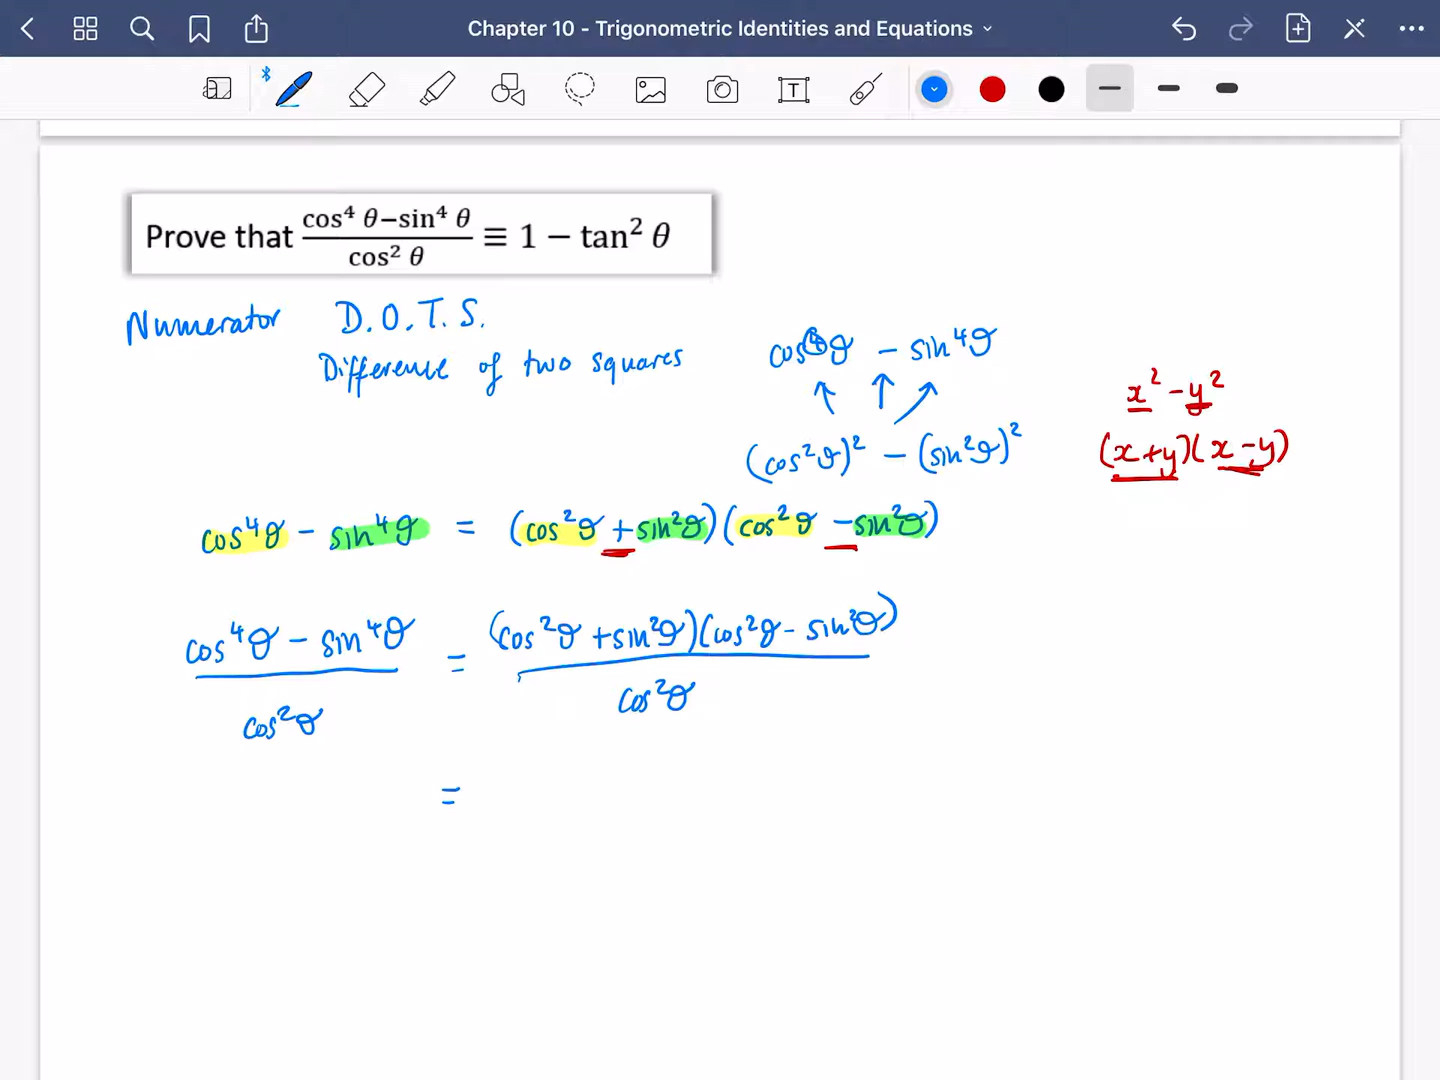 Chapter 10 - Trigonometric Identities and Equations
Prove that (cos⁴ θ−sin⁴ θ)/(cos² θ) ≡ 1 − tan² θ
Numerator D.O.T.S.
Difference of two squares
cos⁴θ − sin⁴θ
(cos²θ)² − (sin²θ)²
x² − y²
(x+y)(x−y)
cos⁴θ − sin⁴θ = (cos²θ + sin²θ)(cos²θ − sin²θ)
(cos⁴θ − sin⁴θ)/(cos²θ) = (cos²θ + sin²θ)(cos²θ − sin²θ)/(cos²θ)
=